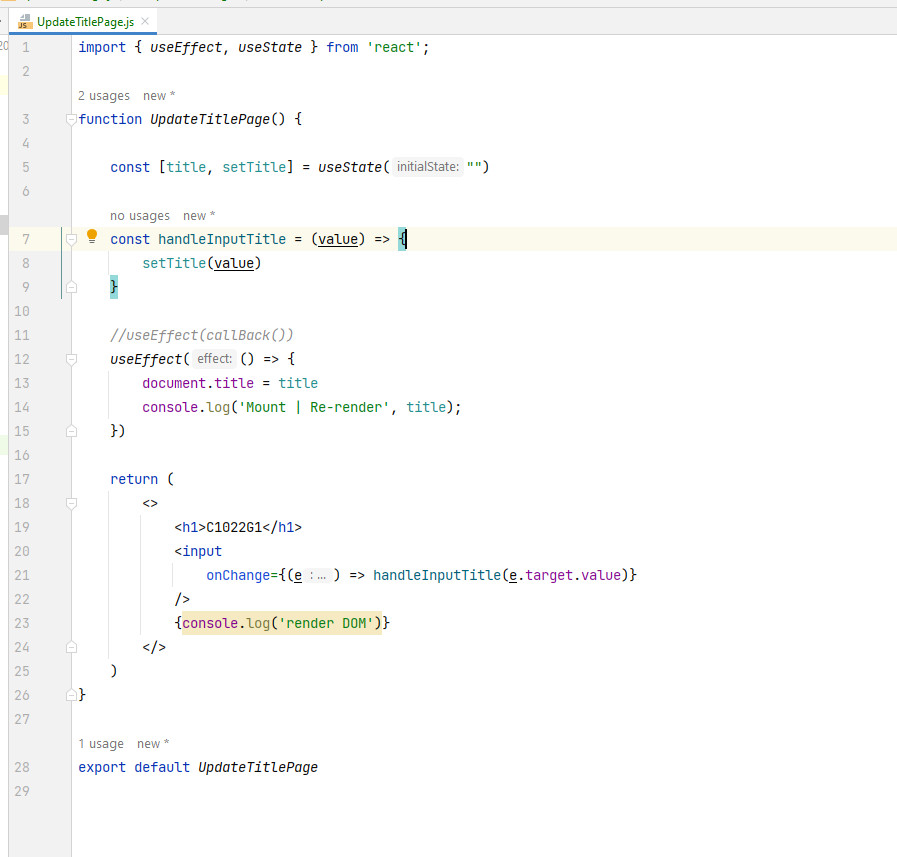 UpdateTitlePage.js
1 import { useEffect, useState } from 'react';
2
2 usages new *
3 function UpdateTitlePage() {
4
5 const [title, setTitle] = useState( initialState: "")
6
no usages new *
7 const handleInputTitle = (value) => {
8 setTitle(value)
9 }
10
11 //useEffect(callBack())
12 useEffect( effect: () => {
13 document.title = title
14 console.log('Mount | Re-render', title);
15 })
16
17 return (
18 <>
19 <h1>C1022G1</h1>
20 <input
21 onChange={(e : ... ) => handleInputTitle(e.target.value)}
22 />
23 {console.log('render DOM')}
24 </>
25 )
26 }
27
1 usage new *
28 export default UpdateTitlePage
29